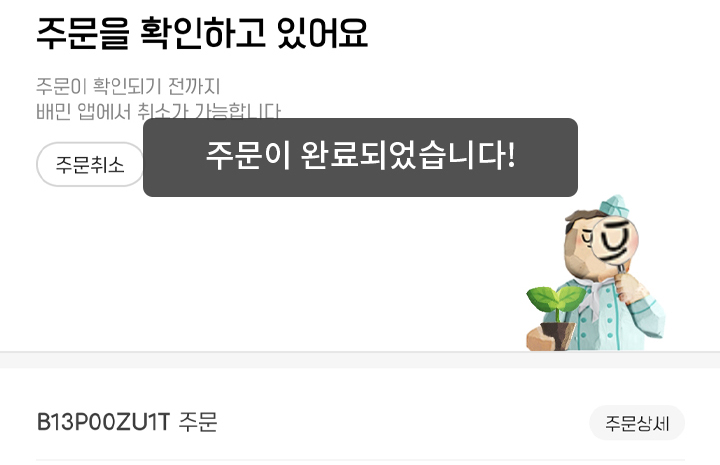 주문을 확인하고 있어요
주문이 확인되기 전까지
배민 앱에서 취소가 가능합니다
주문취소
주문이 완료되었습니다!
B13P00ZU1T 주문
주문상세